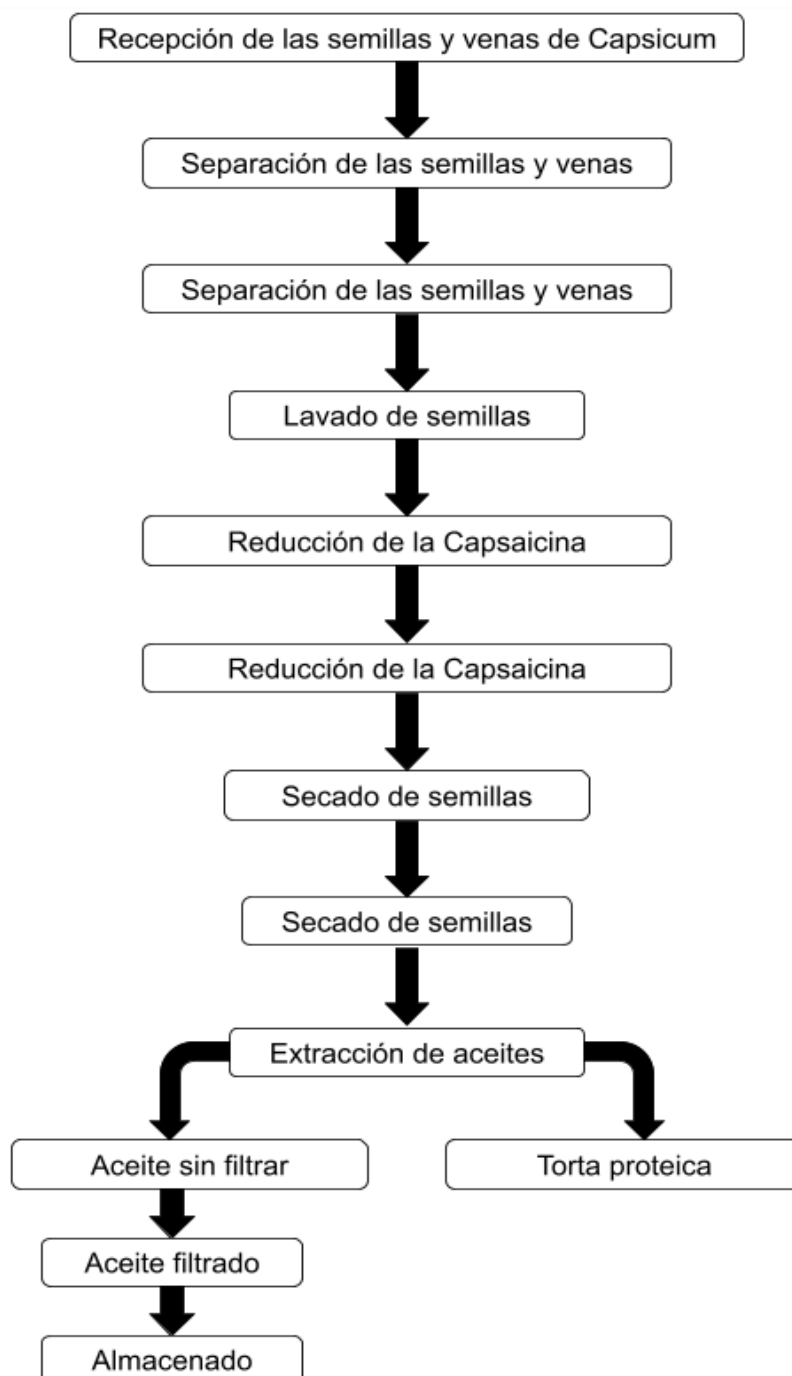 Recepción de las semillas y venas de Capsicum
Separación de las semillas y venas
Separación de las semillas y venas
Lavado de semillas
Reducción de la Capsaicina
Reducción de la Capsaicina
Secado de semillas
Secado de semillas
Extracción de aceites
Aceite sin filtrar
Torta proteica
Aceite filtrado
Almacenado